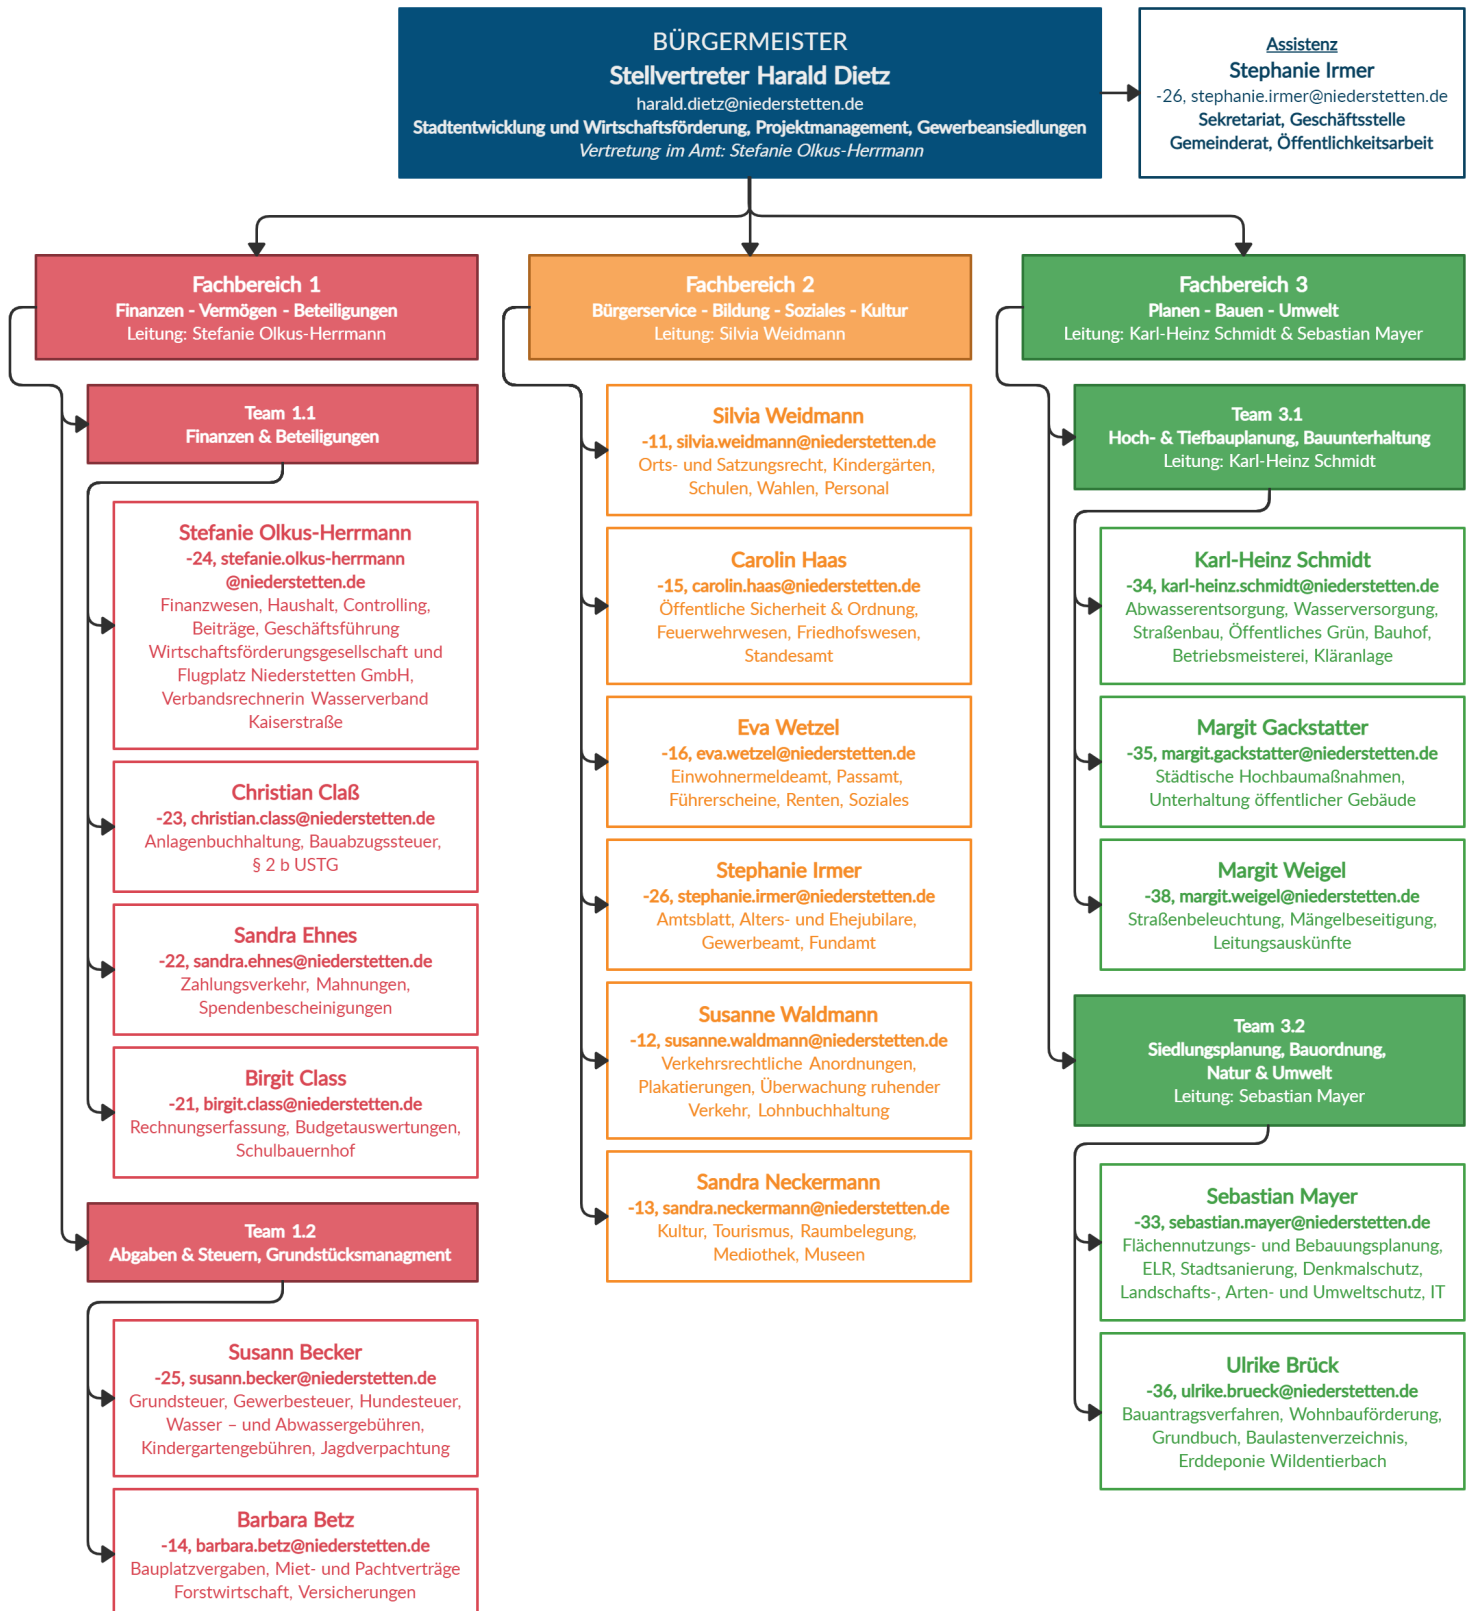 BÜRGERMEISTER
Stellvertreter Harald Dietz
harald.dietz@niederstetten.de
Stadtentwicklung und Wirtschaftsförderung, Projektmanagement, Gewerbeansiedlungen
Vertretung im Amt: Stefanie Olkus-Herrmann
Assistenz
Stephanie Irmer
-26, stephanie.irmer@niederstetten.de
Sekretariat, Geschäftsstelle
Gemeinderat, Öffentlichkeitsarbeit
Fachbereich 1
Finanzen - Vermögen - Beteiligungen
Leitung: Stefanie Olkus-Herrmann
Team 1.1
Finanzen & Beteiligungen
Stefanie Olkus-Herrmann
-24, stefanie.olkus-herrmann
@niederstetten.de
Finanzwesen, Haushalt, Controlling,
Beiträge, Geschäftsführung
Wirtschaftsförderungsgesellschaft und
Flugplatz Niederstetten GmbH,
Verbandsrechnerin Wasserverband
Kaiserstraße
Christian Claß
-23, christian.class@niederstetten.de
Anlagenbuchhaltung, Bauabzugssteuer,
§ 2 b USTG
Sandra Ehnes
-22, sandra.ehnes@niederstetten.de
Zahlungsverkehr, Mahnungen,
Spendenbescheinigungen
Birgit Class
-21, birgit.class@niederstetten.de
Rechnungserfassung, Budgetauswertungen,
Schulbauernhof
Team 1.2
Abgaben & Steuern, Grundstücksmanagment
Susann Becker
-25, susann.becker@niederstetten.de
Grundsteuer, Gewerbesteuer, Hundesteuer,
Wasser – und Abwassergebühren,
Kindergartengebühren, Jagdverpachtung
Barbara Betz
-14, barbara.betz@niederstetten.de
Bauplatzvergaben, Miet- und Pachtverträge
Forstwirtschaft, Versicherungen
Fachbereich 2
Bürgerservice - Bildung - Soziales - Kultur
Leitung: Silvia Weidmann
Silvia Weidmann
-11, silvia.weidmann@niederstetten.de
Orts- und Satzungsrecht, Kindergärten,
Schulen, Wahlen, Personal
Carolin Haas
-15, carolin.haas@niederstetten.de
Öffentliche Sicherheit & Ordnung,
Feuerwehrwesen, Friedhofswesen,
Standesamt
Eva Wetzel
-16, eva.wetzel@niederstetten.de
Einwohnermeldeamt, Passamt,
Führerscheine, Renten, Soziales
Stephanie Irmer
-26, stephanie.irmer@niederstetten.de
Amtsblatt, Alters- und Ehejubilare,
Gewerbeamt, Fundamt
Susanne Waldmann
-12, susanne.waldmann@niederstetten.de
Verkehrsrechtliche Anordnungen,
Plakatierungen, Überwachung ruhender
Verkehr, Lohnbuchhaltung
Sandra Neckermann
-13, sandra.neckermann@niederstetten.de
Kultur, Tourismus, Raumbelegung,
Mediothek, Museen
Fachbereich 3
Planen - Bauen - Umwelt
Leitung: Karl-Heinz Schmidt & Sebastian Mayer
Team 3.1
Hoch- & Tiefbauplanung, Bauunterhaltung
Leitung: Karl-Heinz Schmidt
Karl-Heinz Schmidt
-34, karl-heinz.schmidt@niederstetten.de
Abwasserentsorgung, Wasserversorgung,
Straßenbau, Öffentliches Grün, Bauhof,
Betriebsmeisterei, Kläranlage
Margit Gackstatter
-35, margit.gackstatter@niederstetten.de
Städtische Hochbaumaßnahmen,
Unterhaltung öffentlicher Gebäude
Margit Weigel
-38, margit.weigel@niederstetten.de
Straßenbeleuchtung, Mängelbeseitigung,
Leitungsauskünfte
Team 3.2
Siedlungsplanung, Bauordnung,
Natur & Umwelt
Leitung: Sebastian Mayer
Sebastian Mayer
-33, sebastian.mayer@niederstetten.de
Flächennutzungs- und Bebauungsplanung,
ELR, Stadtsanierung, Denkmalschutz,
Landschafts-, Arten- und Umweltschutz, IT
Ulrike Brück
-36, ulrike.brueck@niederstetten.de
Bauantragsverfahren, Wohnbauförderung,
Grundbuch, Baulastenverzeichnis,
Erddeponie Wildentierbach